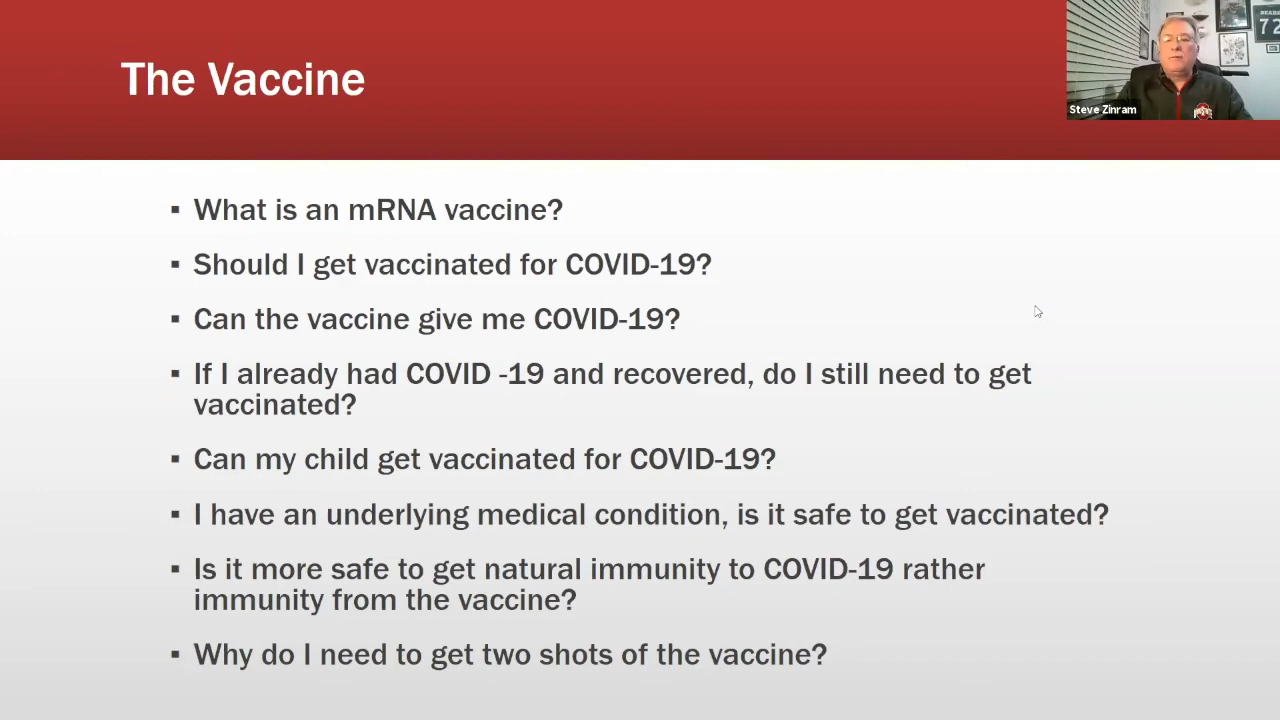 The Vaccine
Steve Zinram
72
▪ What is an mRNA vaccine?
▪ Should I get vaccinated for COVID-19?
▪ Can the vaccine give me COVID-19?
▪ If I already had COVID -19 and recovered, do I still need to get
vaccinated?
▪ Can my child get vaccinated for COVID-19?
▪ I have an underlying medical condition, is it safe to get vaccinated?
▪ Is it more safe to get natural immunity to COVID-19 rather
immunity from the vaccine?
▪ Why do I need to get two shots of the vaccine?